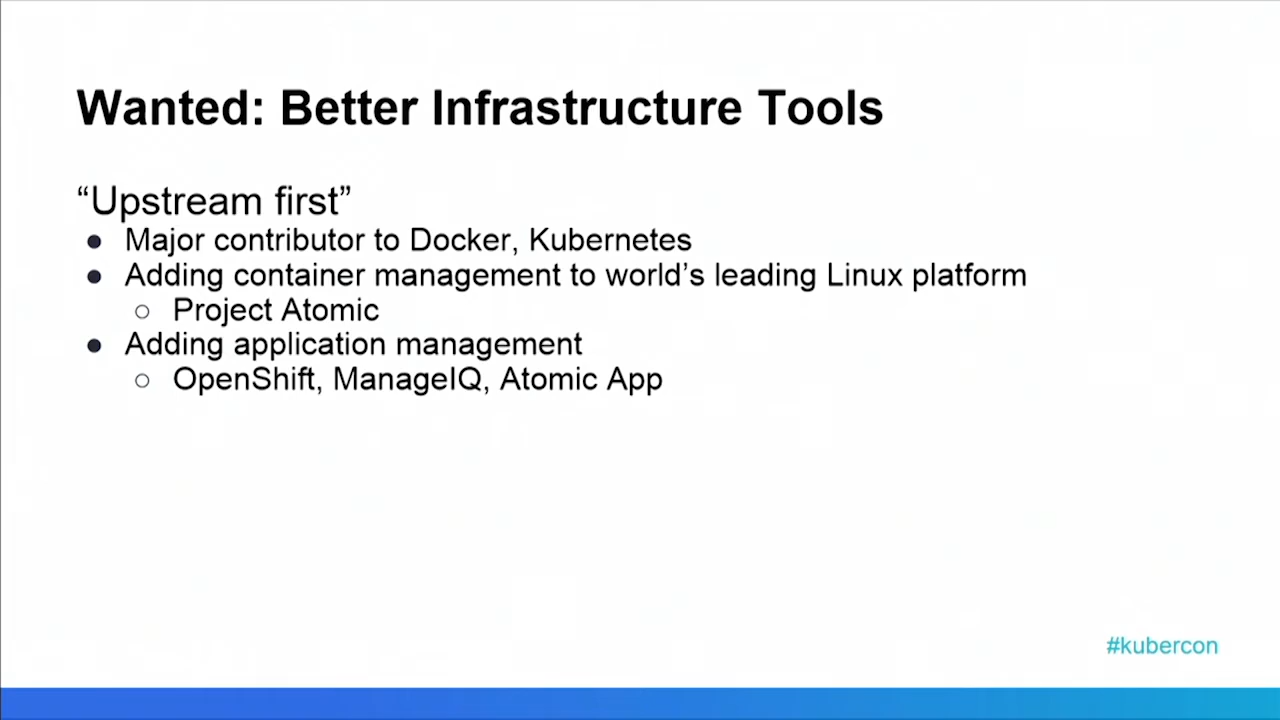 Wanted: Better Infrastructure Tools
“Upstream first”
● Major contributor to Docker, Kubernetes
● Adding container management to world’s leading Linux platform
○ Project Atomic
● Adding application management
○ OpenShift, ManageIQ, Atomic App
#kubercon